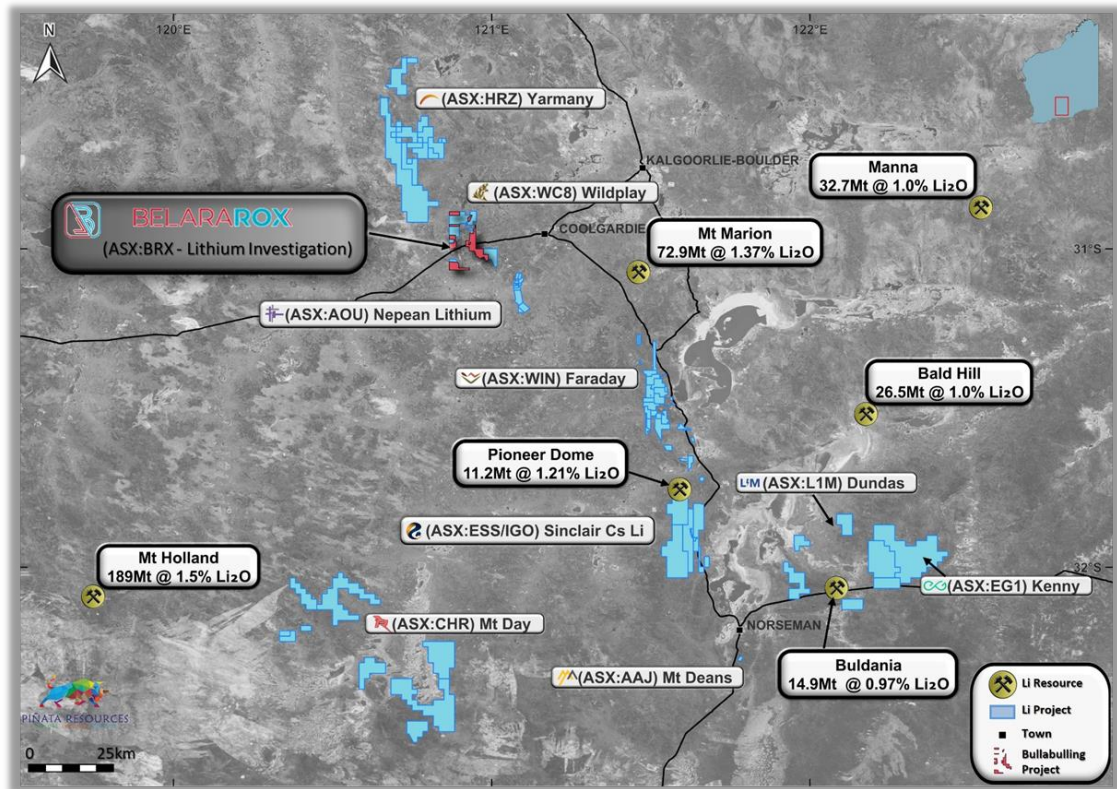 120°E
121°E
122°E
N
(ASX:HRZ) Yarmany
KALGOORLIE-BOULDER
Manna
32.7Mt @ 1.0% Li₂O
(ASX:WC8) Wildplay
BELARAROX
(ASX:BRX - Lithium Investigation)
COOLGARDIE
Mt Marion
72.9Mt @ 1.37% Li₂O
31°S
(ASX:AOU) Nepean Lithium
(ASX:WIN) Faraday
Bald Hill
26.5Mt @ 1.0% Li₂O
Pioneer Dome
11.2Mt @ 1.21% Li₂O
LIM (ASX:L1M) Dundas
(ASX:ESS/IGO) Sinclair Cs Li
Mt Holland
189Mt @ 1.5% Li₂O
32°S
(ASX:EG1) Kenny
(ASX:CHR) Mt Day
NORSEMAN
(ASX:AAJ) Mt Deans
Buldania
14.9Mt @ 0.97% Li₂O
PIÑATA RESOURCES
0 25km
Li Resource
Li Project
Town
Bullabulling
Project